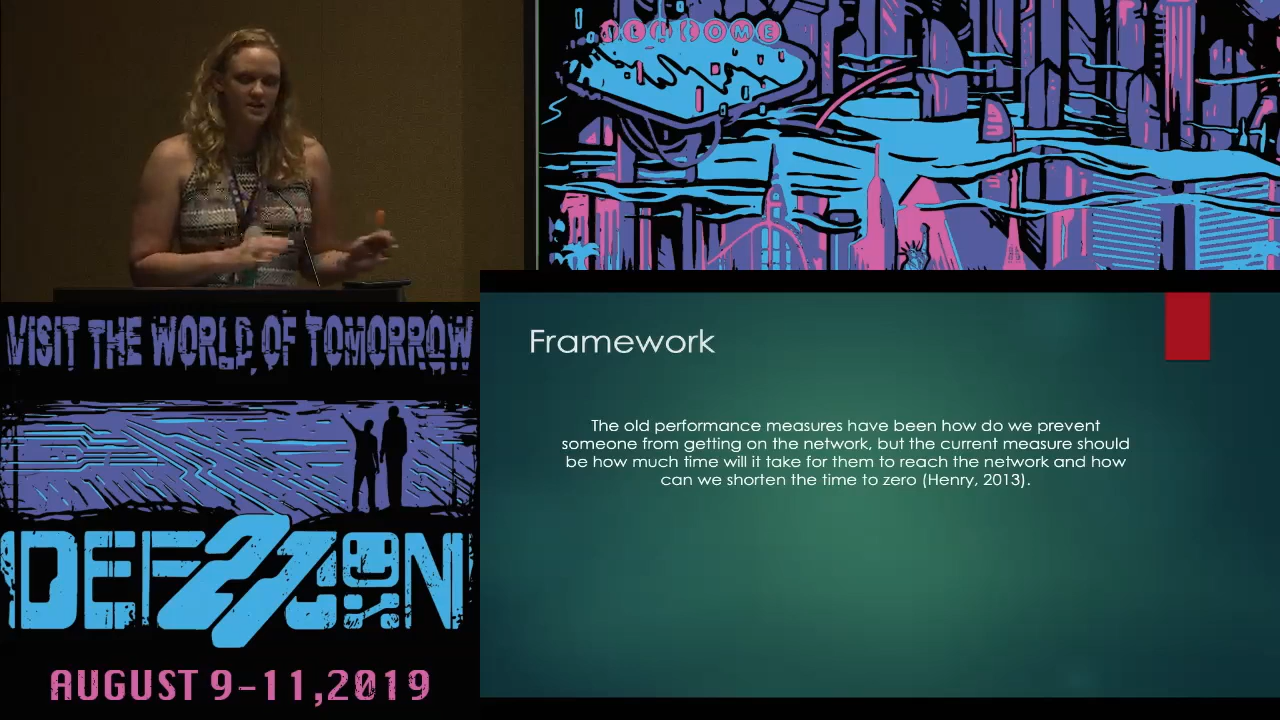 WELCOME
VISIT THE WORLD OF TOMORROW
DEF27CON
AUGUST 9-11,2019
Framework
The old performance measures have been how do we prevent
someone from getting on the network, but the current measure should
be how much time will it take for them to reach the network and how
can we shorten the time to zero (Henry, 2013).